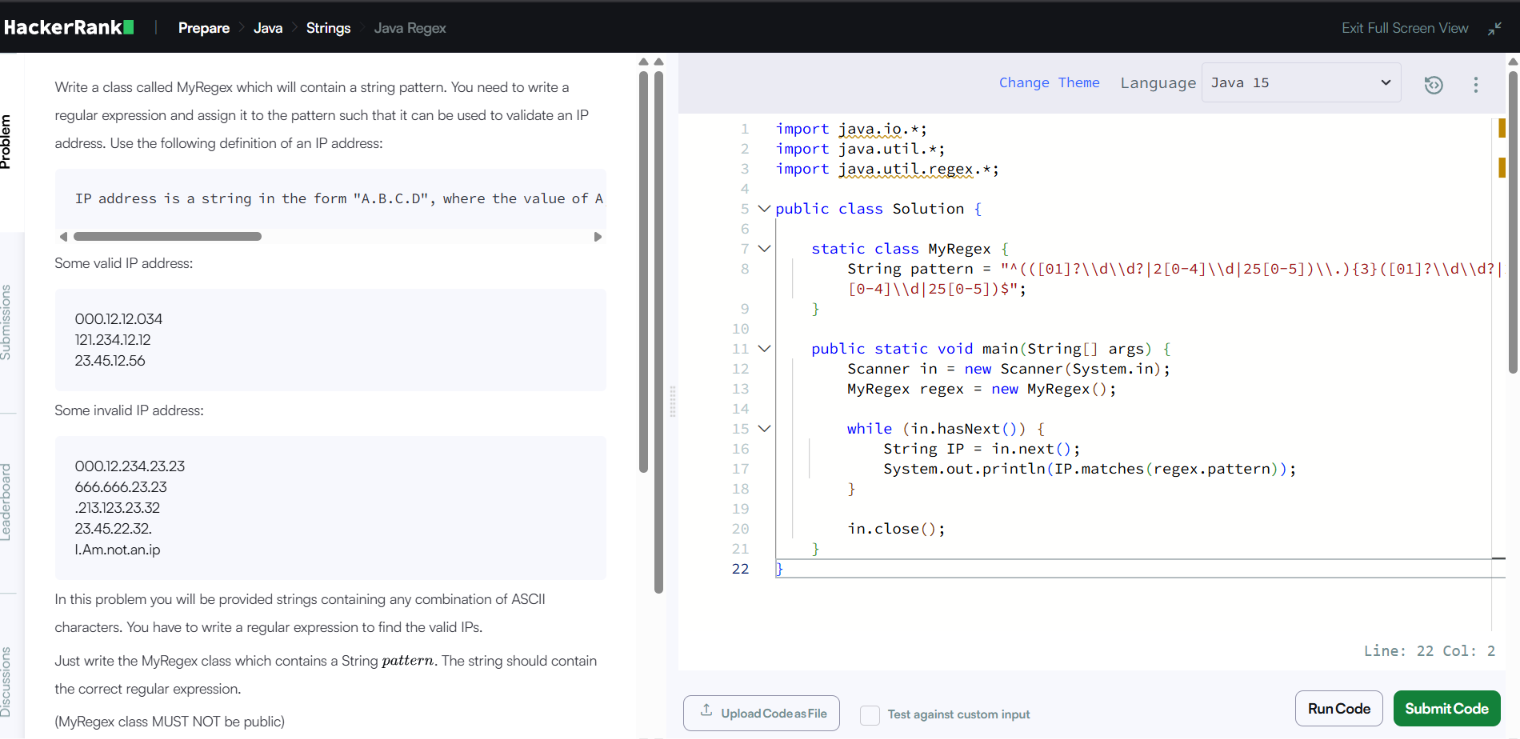 HackerRank | Prepare > Java > Strings > Java Regex Exit Full Screen View
Problem
Submissions
Leaderboard
Discussions
Write a class called MyRegex which will contain a string pattern. You need to write a
regular expression and assign it to the pattern such that it can be used to validate an IP
address. Use the following definition of an IP address:
IP address is a string in the form "A.B.C.D", where the value of A
Some valid IP address:
000.12.12.034
121.234.12.12
23.45.12.56
Some invalid IP address:
000.12.234.23.23
666.666.23.23
.213.123.23.32
23.45.22.32.
I.Am.not.an.ip
In this problem you will be provided strings containing any combination of ASCII
characters. You have to write a regular expression to find the valid IPs.
Just write the MyRegex class which contains a String pattern. The string should contain
the correct regular expression.
(MyRegex class MUST NOT be public)
Change Theme Language Java 15
1 import java.io.*;
2 import java.util.*;
3 import java.util.regex.*;
4
5 public class Solution {
6
7 static class MyRegex {
8 String pattern = "^(([01]?\\d\\d?|2[0-4]\\d|25[0-5])\\.){3}([01]?\\d\\d?|
[0-4]\\d|25[0-5])$";
9 }
10
11 public static void main(String[] args) {
12 Scanner in = new Scanner(System.in);
13 MyRegex regex = new MyRegex();
14
15 while (in.hasNext()) {
16 String IP = in.next();
17 System.out.println(IP.matches(regex.pattern));
18 }
19
20 in.close();
21 }
22 }
Line: 22 Col: 2
Upload Code as File
Test against custom input
Run Code
Submit Code